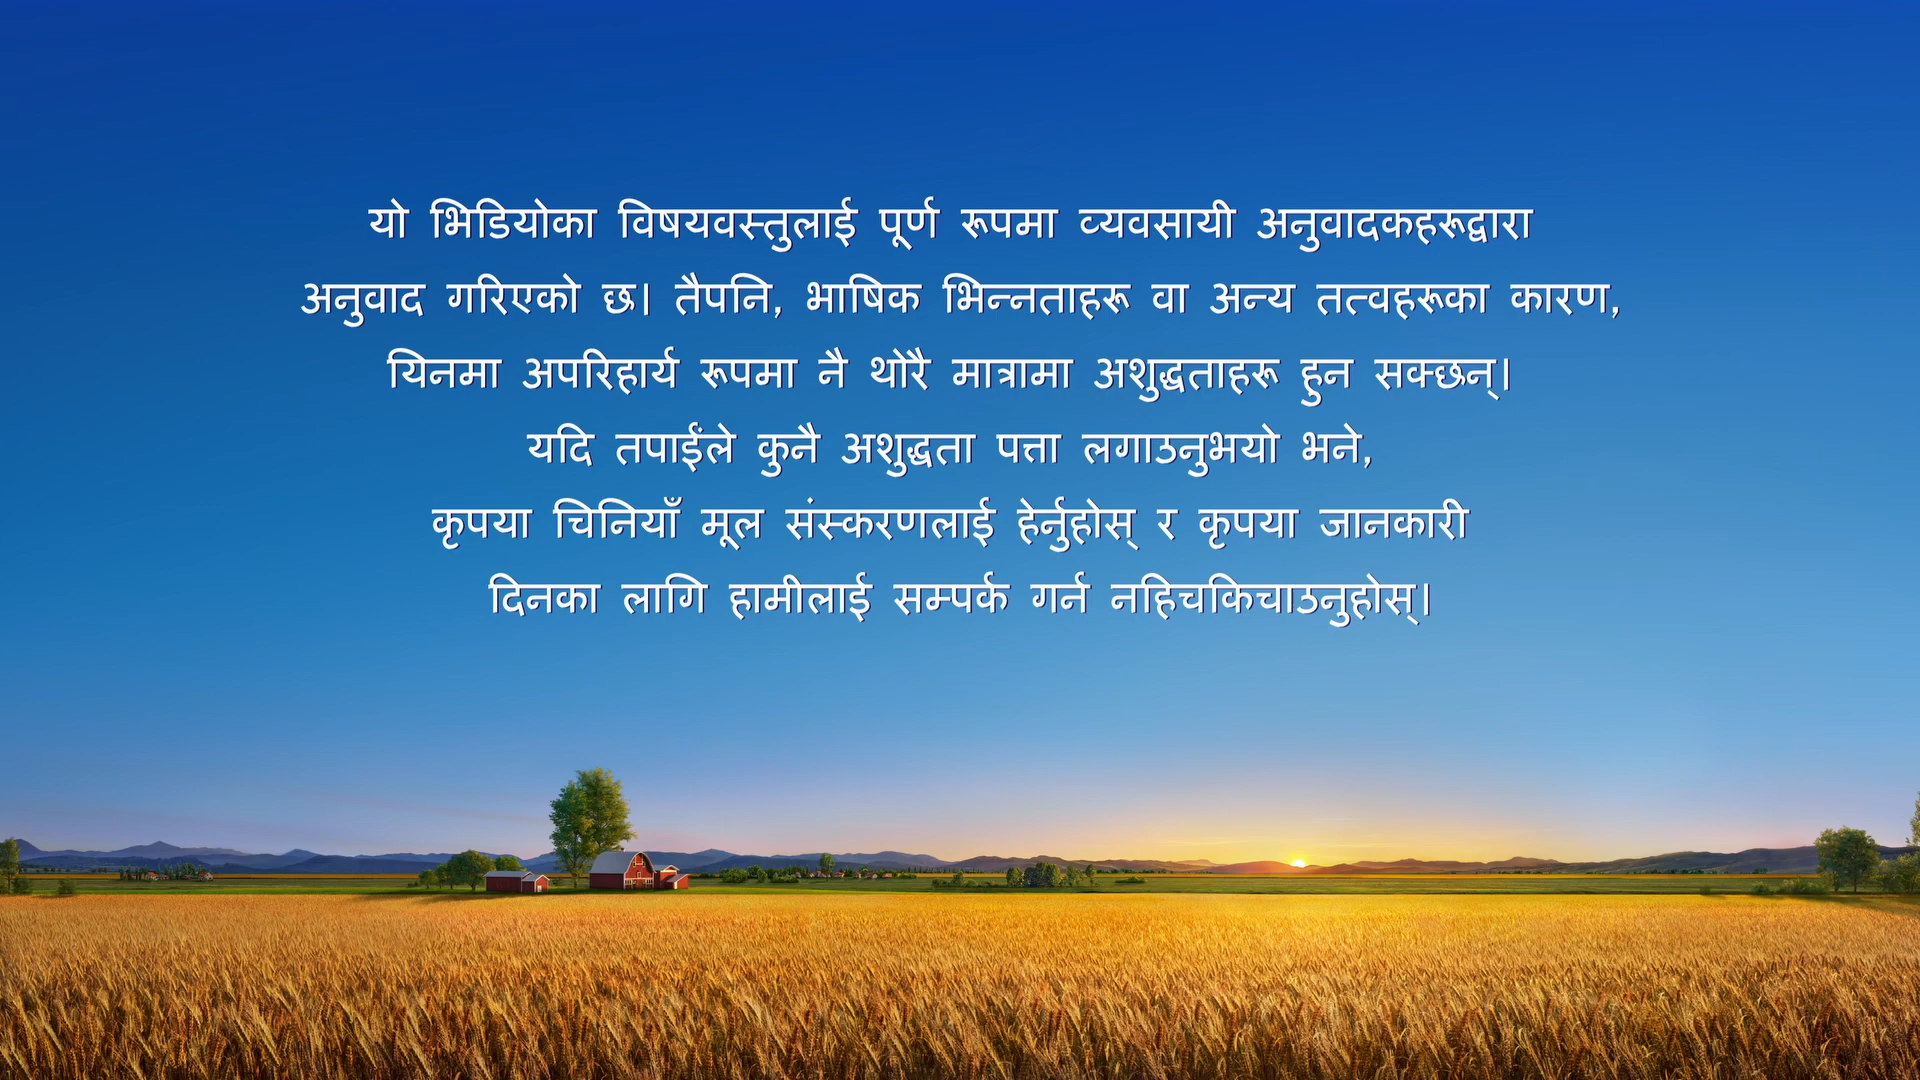 यो भिडियोका विषयवस्तुलाई पूर्ण रूपमा व्यवसायी अनुवादकहरूद्वारा
अनुवाद गरिएको छ। तैपनि, भाषिक भिन्नताहरू वा अन्य तत्वहरूका कारण,
यिनमा अपरिहार्य रूपमा नै थोरै मात्रामा अशुद्धताहरू हुन सक्छन्।
यदि तपाईंले कुनै अशुद्धता पत्ता लगाउनुभयो भने,
कृपया चिनियाँ मूल संस्करणलाई हेर्नुहोस् र कृपया जानकारी
दिनका लागि हामीलाई सम्पर्क गर्न नहिचकिचाउनुहोस्।